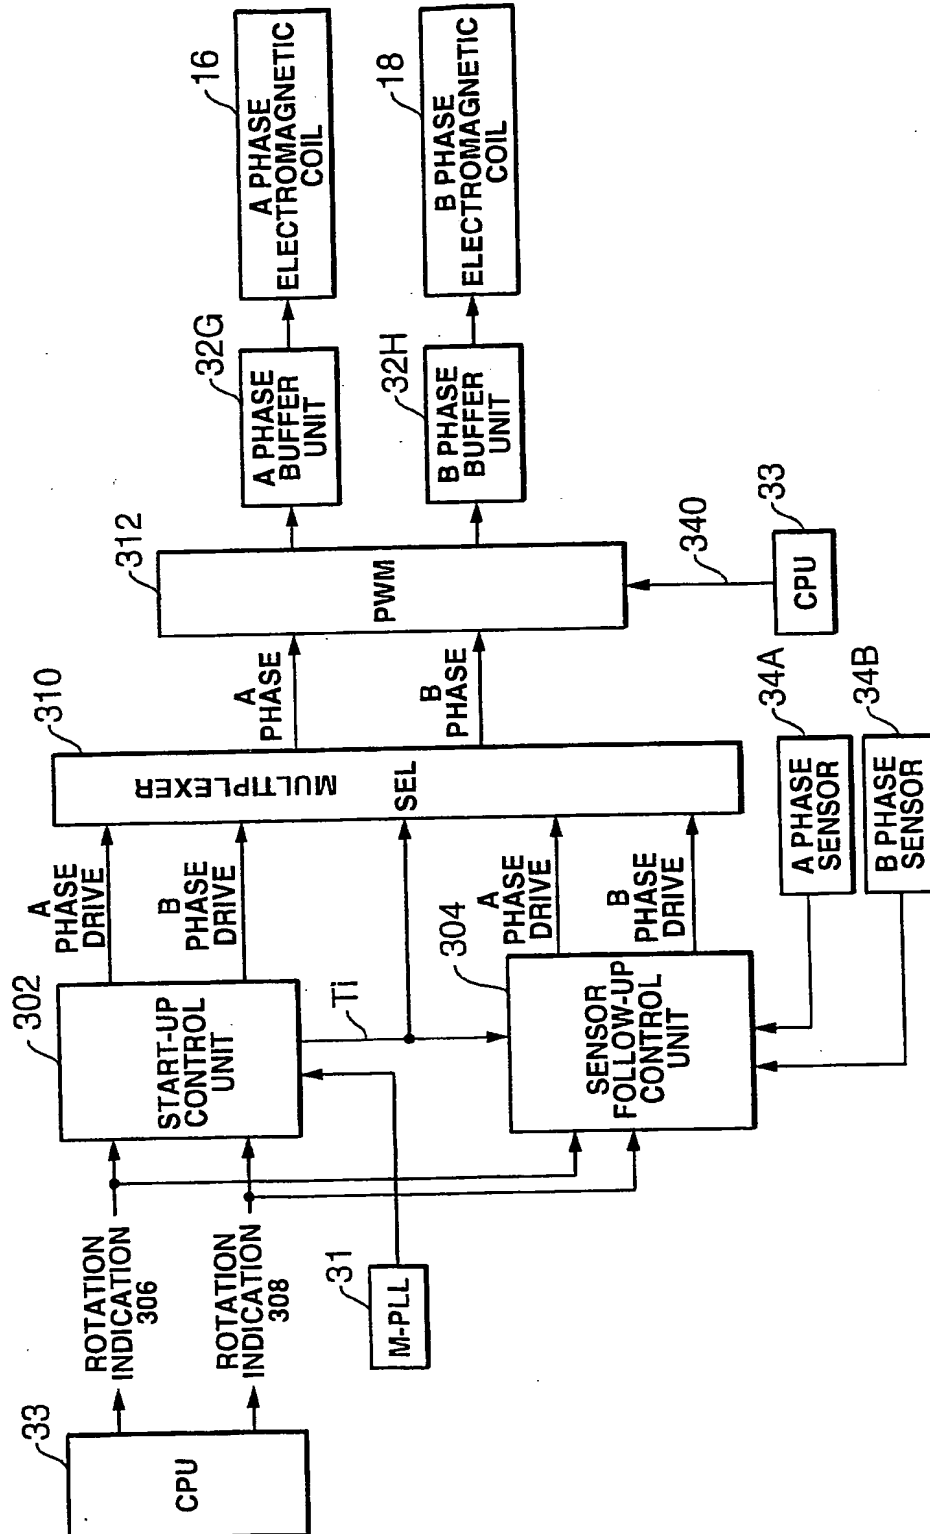 33
CPU
ROTATION
INDICATION
306
ROTATION
INDICATION
308
31
M-PLL
302
START-UP
CONTROL
UNIT
Ti
304
SENSOR
FOLLOW-UP
CONTROL
UNIT
A
PHASE
DRIVE
B
PHASE
DRIVE
A
PHASE
DRIVE
B
PHASE
DRIVE
34A
A PHASE
SENSOR
34B
B PHASE
SENSOR
310
MULTIPLEXER
SEL
A
PHASE
B
PHASE
312
PWM
340
33
CPU
32G
A PHASE
BUFFER
UNIT
32H
B PHASE
BUFFER
UNIT
16
A PHASE
ELECTROMAGNETIC
COIL
18
B PHASE
ELECTROMAGNETIC
COIL